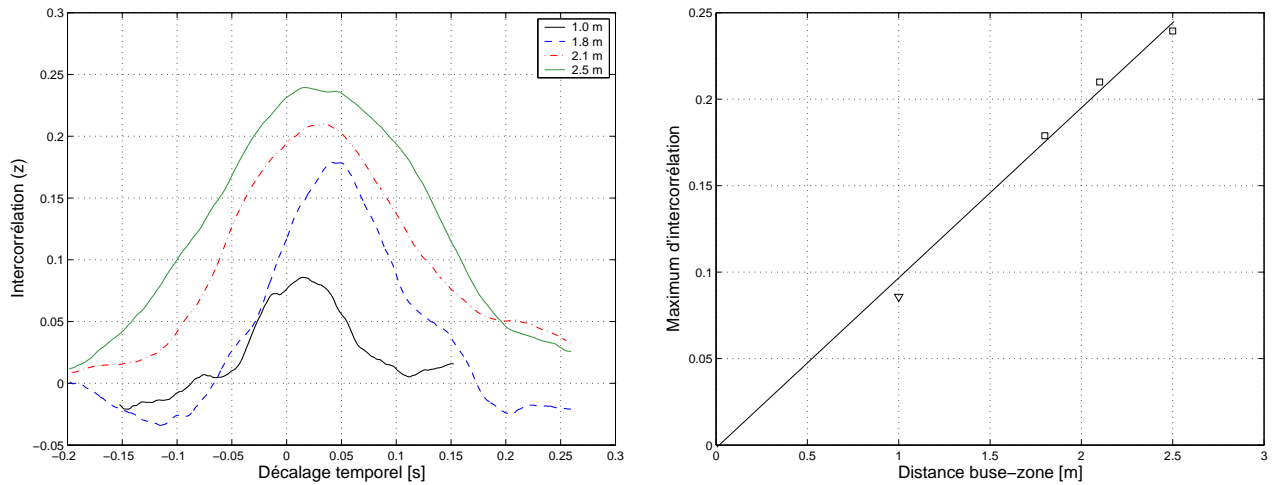 0.3
0.25
0.2
0.15
0.1
0.05
0
−0.05
Intercorrélation (z)
1.0 m
1.8 m
2.1 m
2.5 m
−0.2 −0.15 −0.1 −0.05 0 0.05 0.1 0.15 0.2 0.25 0.3
Décalage temporel [s]
0.25
0.2
0.15
0.1
0.05
0
Maximum d'intercorrélation
0 0.5 1 1.5 2 2.5 3
Distance buse−zone [m]